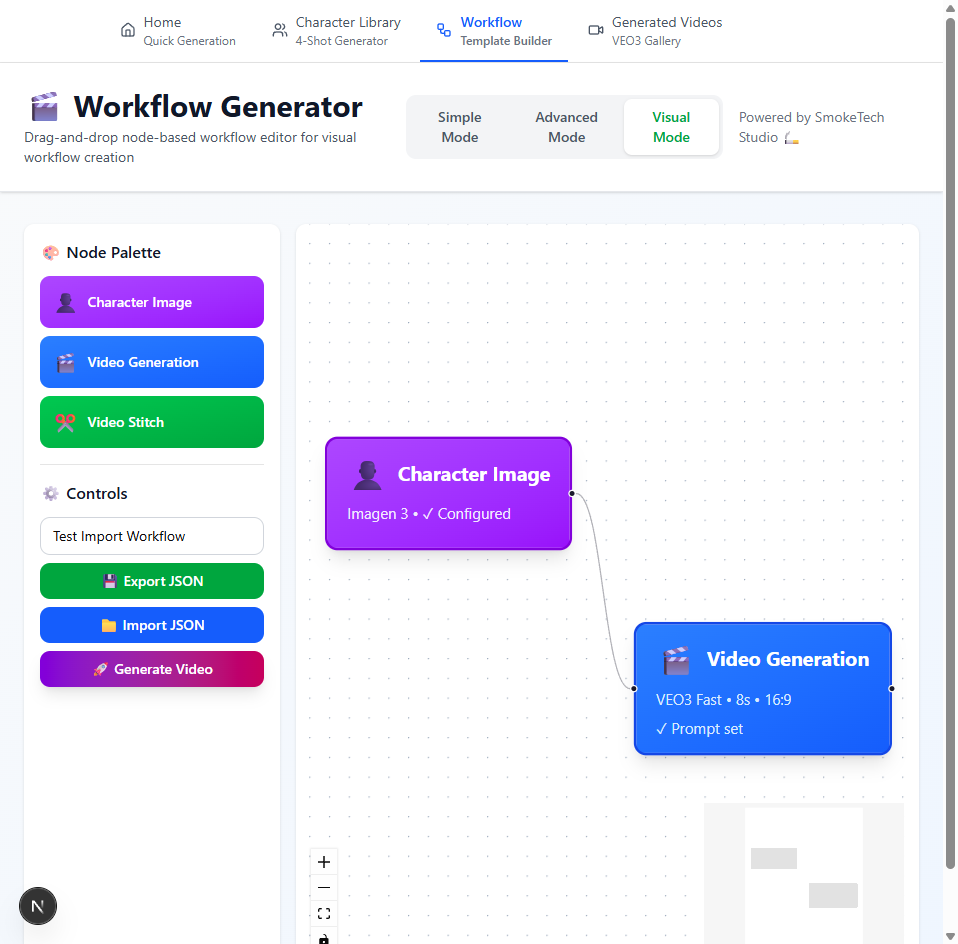 Home
Quick Generation
Character Library
4-Shot Generator
Workflow
Template Builder
Generated Videos
VEO3 Gallery
Workflow Generator
Drag-and-drop node-based workflow editor for visual
workflow creation
Simple
Mode
Advanced
Mode
Visual
Mode
Powered by SmokeTech
Studio
Node Palette
Character Image
Video Generation
Video Stitch
Controls
Test Import Workflow
Export JSON
Import JSON
Generate Video
Character Image
Imagen 3 • ✓ Configured
Video Generation
VEO3 Fast • 8s • 16:9
✓ Prompt set
N